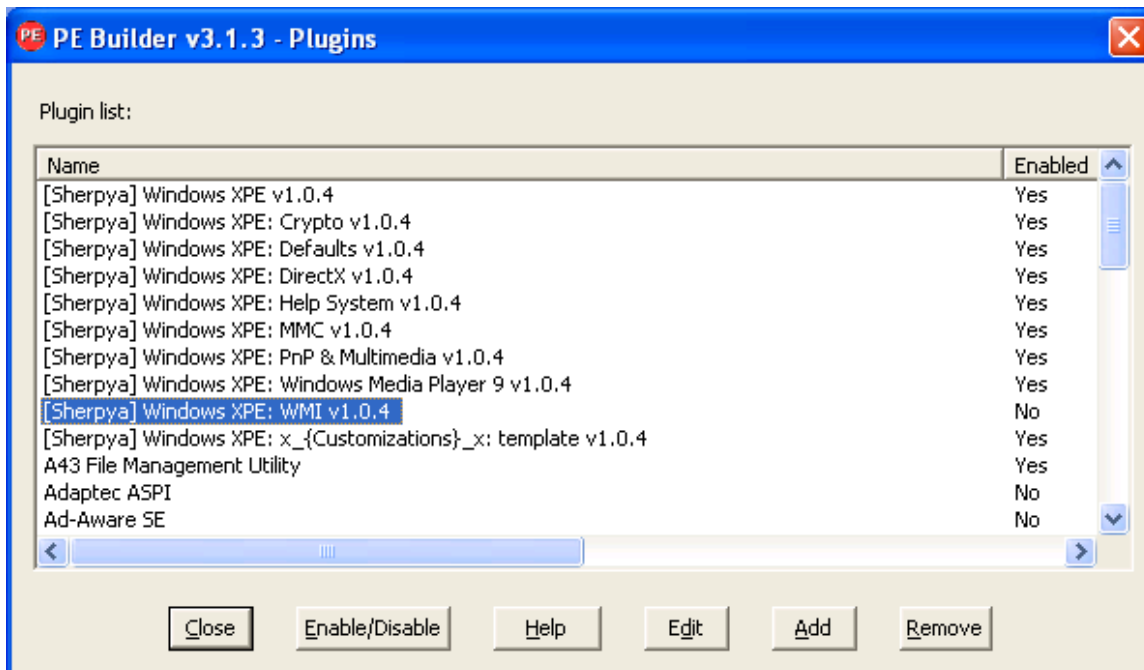 PE PE Builder v3.1.3 - Plugins
Plugin list:
Name Enabled
[Sherpya] Windows XPE v1.0.4 Yes
[Sherpya] Windows XPE: Crypto v1.0.4 Yes
[Sherpya] Windows XPE: Defaults v1.0.4 Yes
[Sherpya] Windows XPE: DirectX v1.0.4 Yes
[Sherpya] Windows XPE: Help System v1.0.4 Yes
[Sherpya] Windows XPE: MMC v1.0.4 Yes
[Sherpya] Windows XPE: PnP & Multimedia v1.0.4 Yes
[Sherpya] Windows XPE: Windows Media Player 9 v1.0.4 Yes
[Sherpya] Windows XPE: WMI v1.0.4 No
[Sherpya] Windows XPE: x_{Customizations}_x: template v1.0.4 Yes
A43 File Management Utility Yes
Adaptec ASPI No
Ad-Aware SE No
Close Enable/Disable Help Edit Add Remove